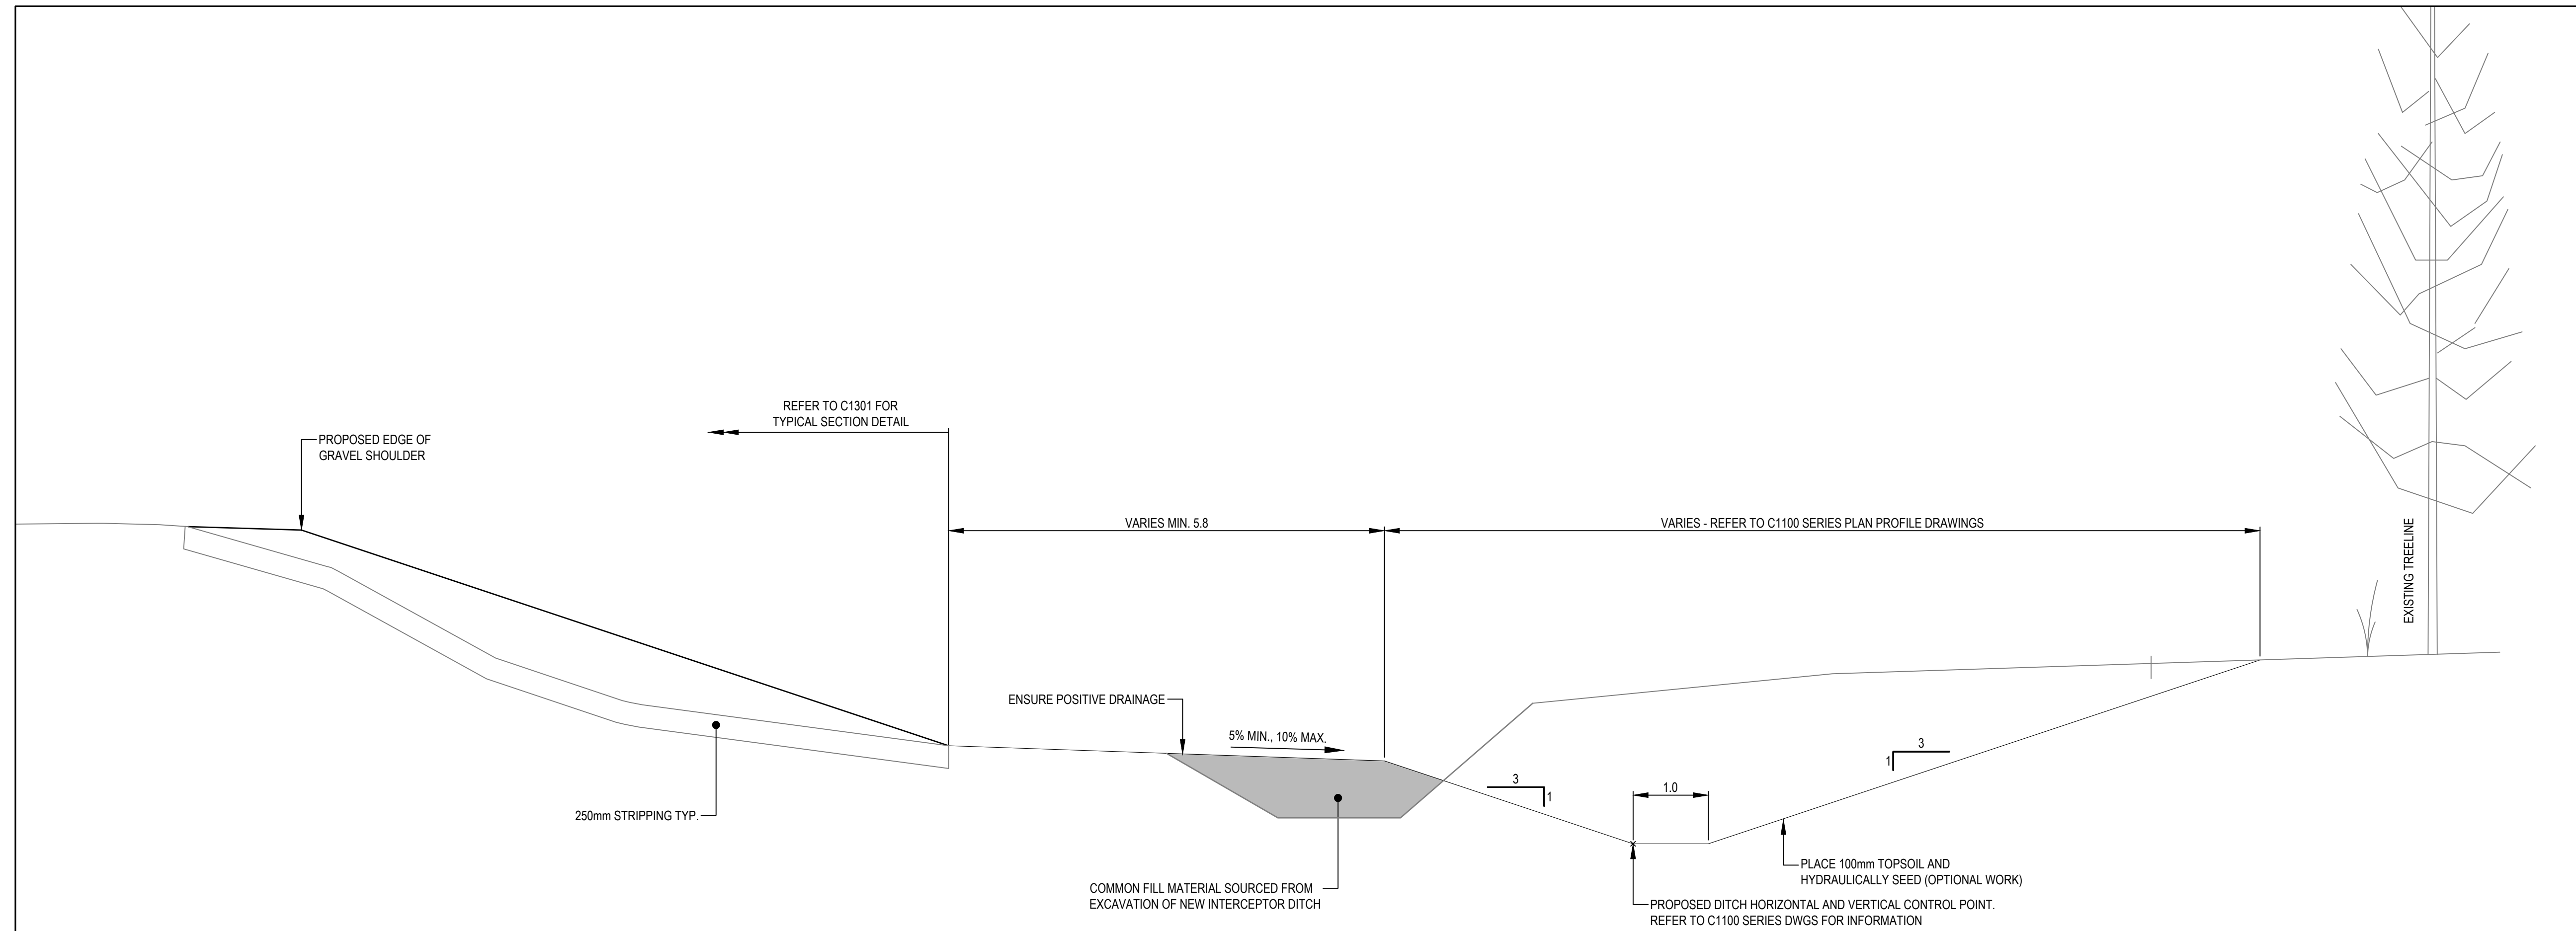 REFER TO C1301 FOR
TYPICAL SECTION DETAIL
PROPOSED EDGE OF
GRAVEL SHOULDER
VARIES MIN. 5.8
VARIES - REFER TO C1100 SERIES PLAN PROFILE DRAWINGS
EXISTING TREELINE
ENSURE POSITIVE DRAINAGE
5% MIN., 10% MAX.
3
1
3
1
1.0
250mm STRIPPING TYP.
COMMON FILL MATERIAL SOURCED FROM
EXCAVATION OF NEW INTERCEPTOR DITCH
PLACE 100mm TOPSOIL AND
HYDRAULICALLY SEED (OPTIONAL WORK)
PROPOSED DITCH HORIZONTAL AND VERTICAL CONTROL POINT.
REFER TO C1100 SERIES DWGS FOR INFORMATION